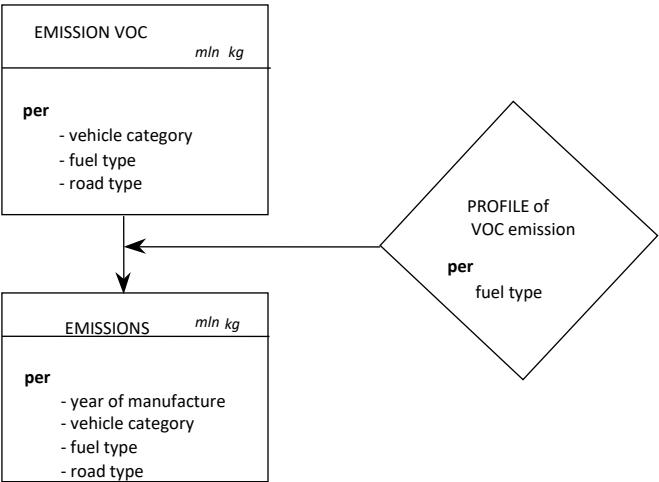 EMISSION VOC
mln kg
per
- vehicle category
- fuel type
- road type
PROFILE of
VOC emission
per
fuel type
EMISSIONS
mln kg
per
- year of manufacture
- vehicle category
- fuel type
- road type